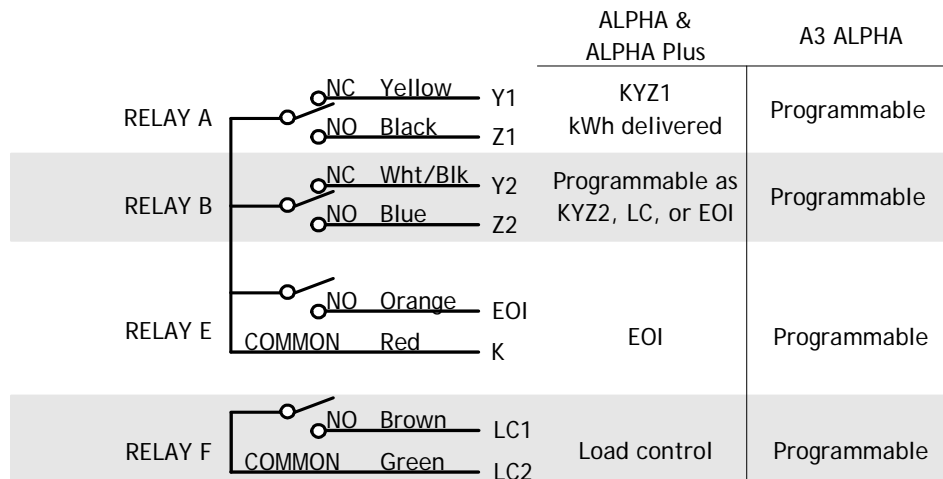 ALPHA &
ALPHA Plus
A3 ALPHA
RELAY A
NC Yellow Y1
NO Black Z1
KYZ1
kWh delivered
Programmable
RELAY B
NC Wht/Blk Y2
NO Blue Z2
Programmable as
KYZ2, LC, or EOI
Programmable
RELAY E
NO Orange EOI
COMMON Red K
EOI
Programmable
RELAY F
NO Brown LC1
COMMON Green LC2
Load control
Programmable